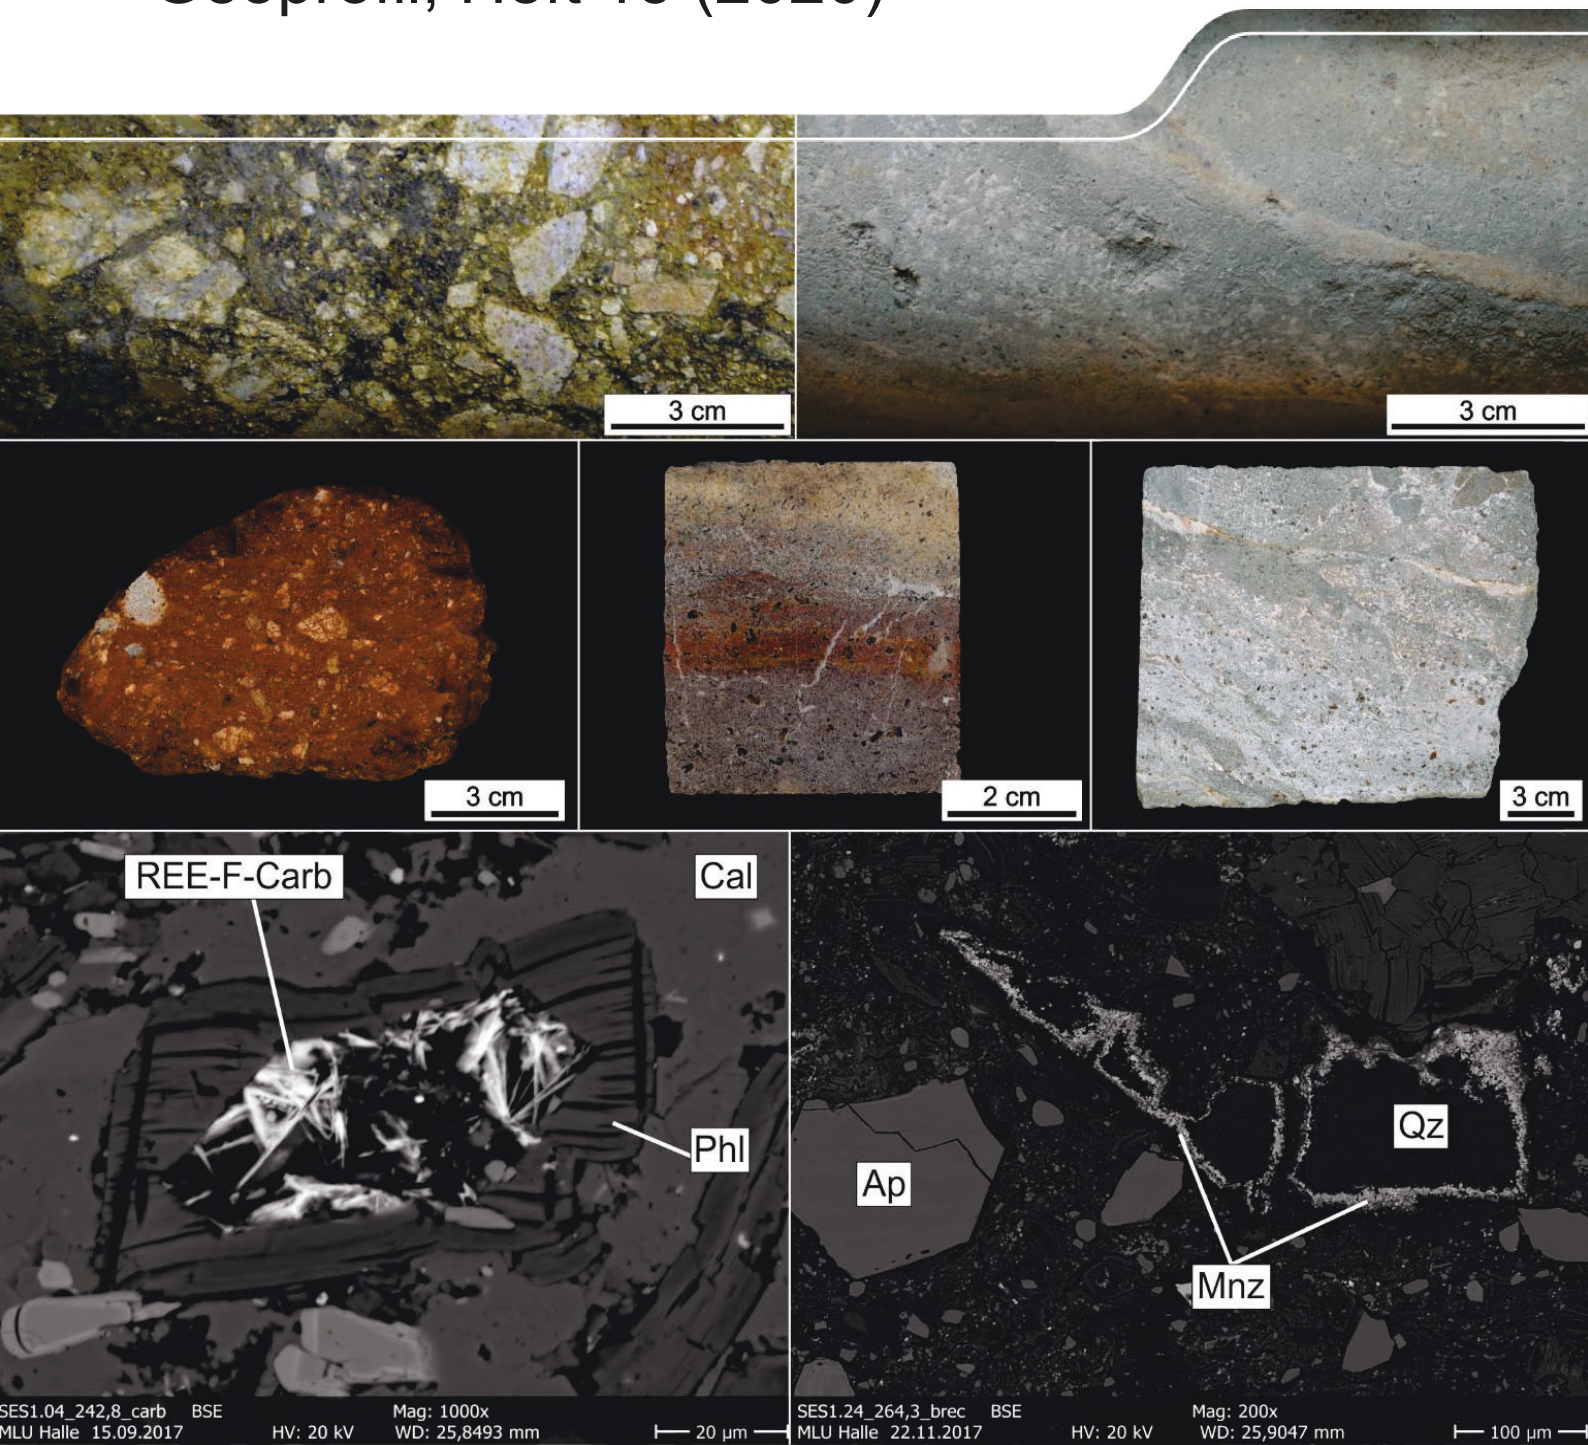 3 cm
3 cm
3 cm
2 cm
3 cm
REE-F-Carb
Cal
Phl
Ap
Qz
Mnz
SES1.04_242,8_carb BSE Mag: 1000x
MLU Halle 15.09.2017 HV: 20 kV WD: 25,8493 mm 20 µm
SES1.24_264,3_brec BSE Mag: 200x
MLU Halle 22.11.2017 HV: 20 kV WD: 25,9047 mm 100 µm